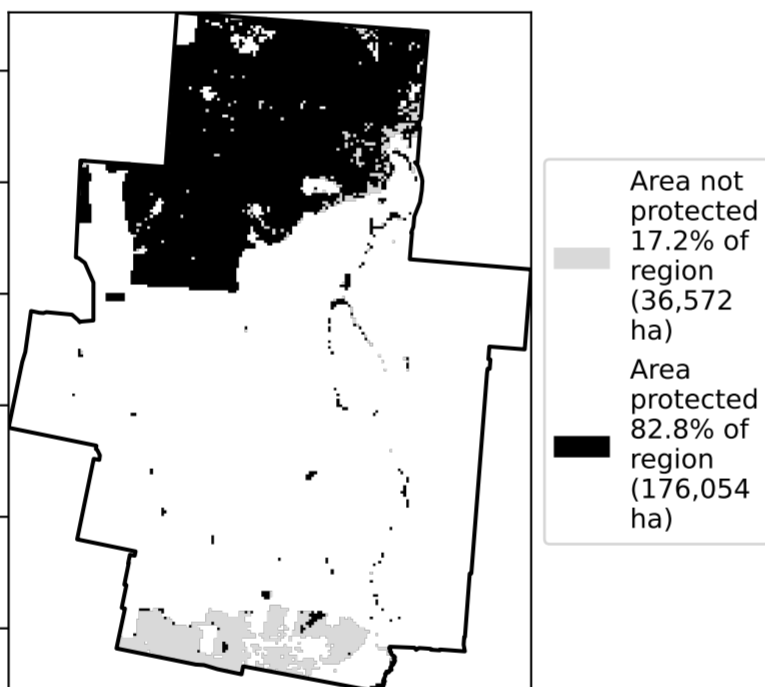 Area not
protected
17.2% of
region
(36,572
ha)
Area
protected
82.8% of
region
(176,054
ha)